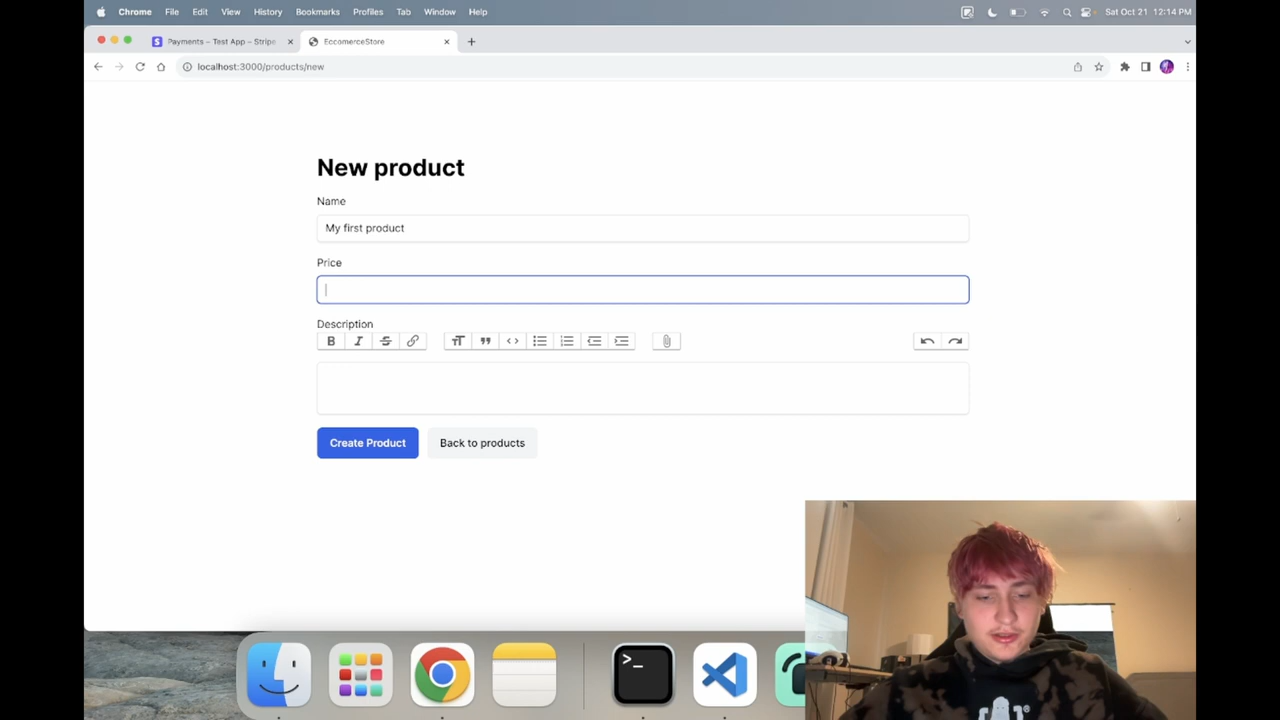 Chrome File Edit View History Bookmarks Profiles Tab Window Help Sat Oct 21 12:14 PM
Payments – Test App – Stripe EccomerceStore
localhost:3000/products/new
New product
Name
My first product
Price
Description
Create Product Back to products